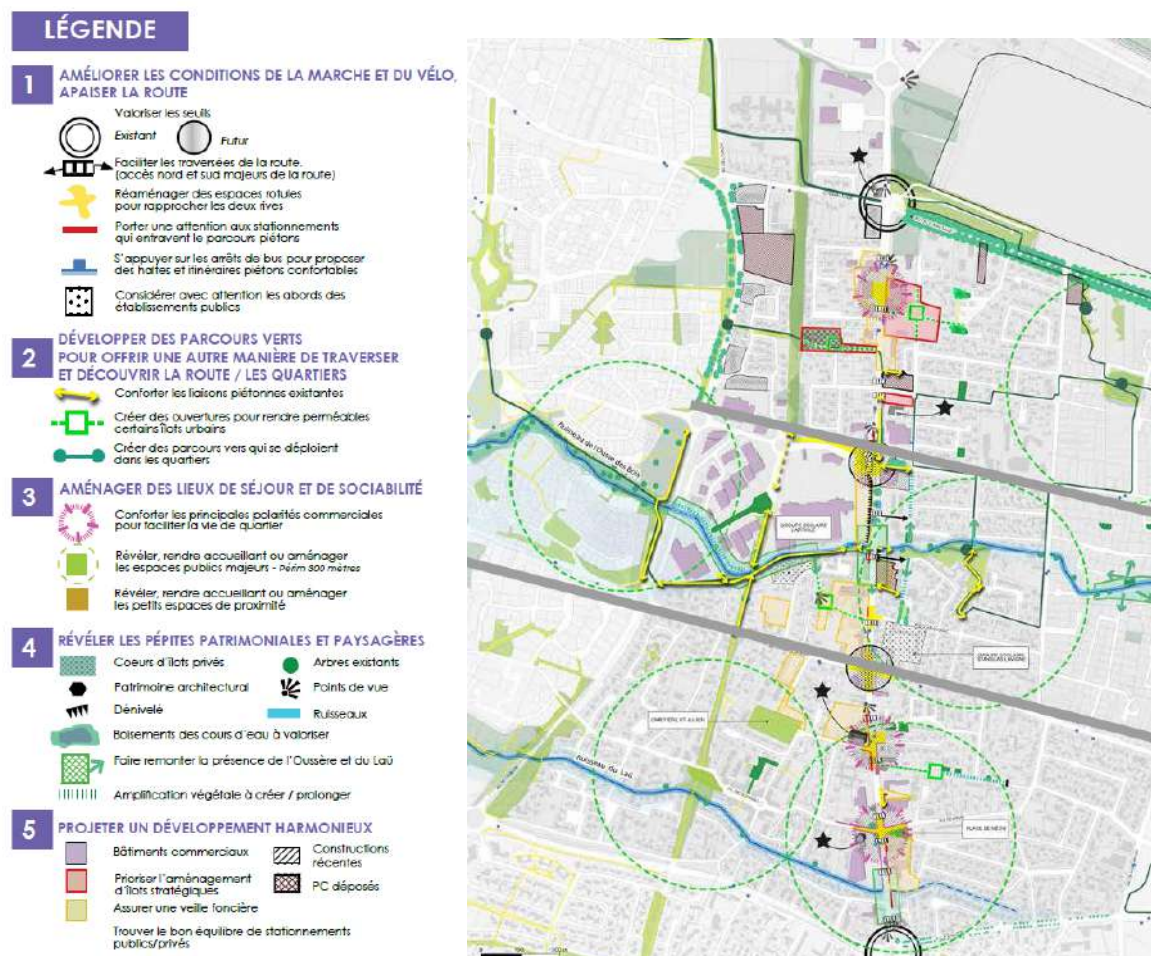 LÉGENDE
1
AMÉLIORER LES CONDITIONS DE LA MARCHE ET DU VÉLO,
APAISER LA ROUTE
Valoriser les seuils
Existant
Futur
Faciliter les traversées de la route.
(accès nord et sud majeurs de la route)
Réaménager des espaces rotules
pour rapprocher les deux rives
Porter une attention aux stationnements
qui entravent le parcours piétons
S'appuyer sur les arrêts de bus pour proposer
des haltes et itinéraires piétons confortables
Considérer avec attention les abords des
établissements publics
2
DÉVELOPPER DES PARCOURS VERTS
POUR OFFRIR UNE AUTRE MANIÈRE DE TRAVERSER
ET DÉCOUVRIR LA ROUTE / LES QUARTIERS
Conforter les liaisons piétonnes existantes
Créer des ouvertures pour rendre perméables
certains îlots urbains
Créer des parcours vers qui se déploient
dans les quartiers
3
AMÉNAGER DES LIEUX DE SÉJOUR ET DE SOCIABILITÉ
Conforter les principales polarités commerciales
pour faciliter la vie de quartier
Révéler, rendre accueillant ou aménager
les espaces publics majeurs - Périm 300 mètres
Révéler, rendre accueillant ou aménager
les petits espaces de proximité
4
RÉVÉLER LES PÉPITES PATRIMONIALES ET PAYSAGÈRES
Coeurs d'îlots privés
Arbres existants
Patrimoine architectural
Points de vue
Dénivelé
Ruisseaux
Boisements des cours d'eau à valoriser
Faire remonter la présence de l'Oussère et du Laü
Amplification végétale à créer / prolonger
5
PROJETER UN DÉVELOPPEMENT HARMONIEUX
Bâtiments commerciaux
Constructions
récentes
Prioriser l'aménagement
d'îlots stratégiques
PC déposés
Assurer une veille foncière
Trouver le bon équilibre de stationnements
publics/privés
Ruisseau de l'Ousse des Bois
Ruisseau du Laü